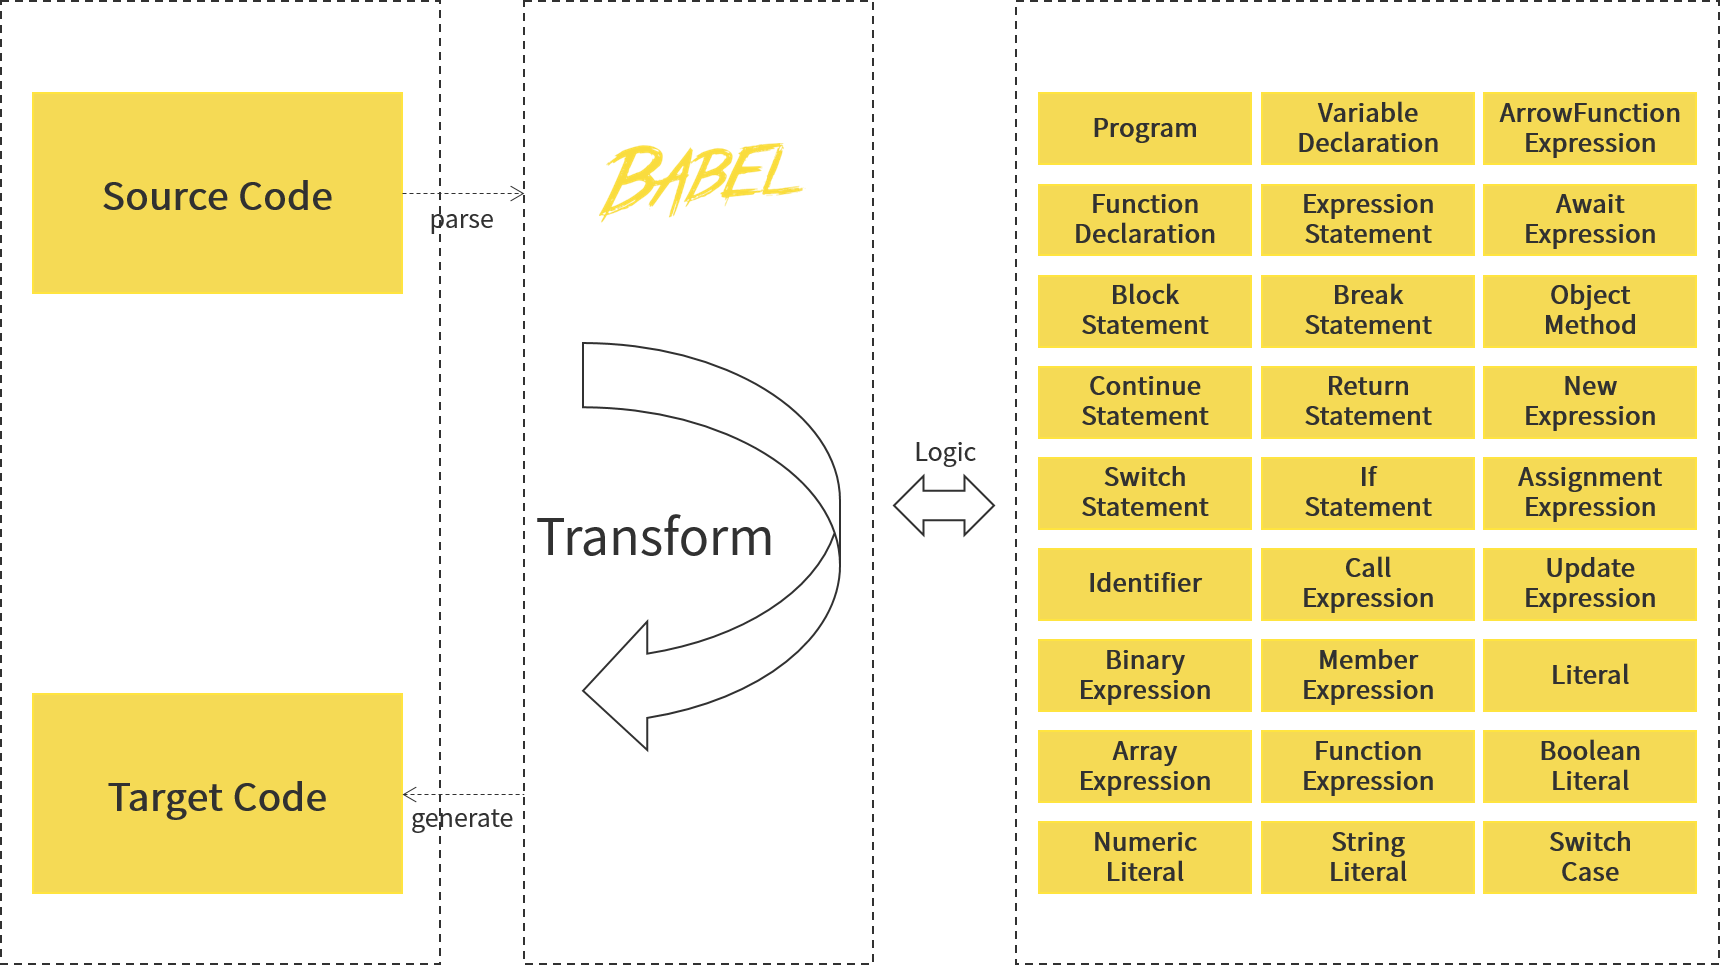 Source Code
parse
Target Code
generate
BABEL
Transform
Logic
Program
Variable
Declaration
ArrowFunction
Expression
Function
Declaration
Expression
Statement
Await
Expression
Block
Statement
Break
Statement
Object
Method
Continue
Statement
Return
Statement
New
Expression
Switch
Statement
If
Statement
Assignment
Expression
Identifier
Call
Expression
Update
Expression
Binary
Expression
Member
Expression
Literal
Array
Expression
Function
Expression
Boolean
Literal
Numeric
Literal
String
Literal
Switch
Case